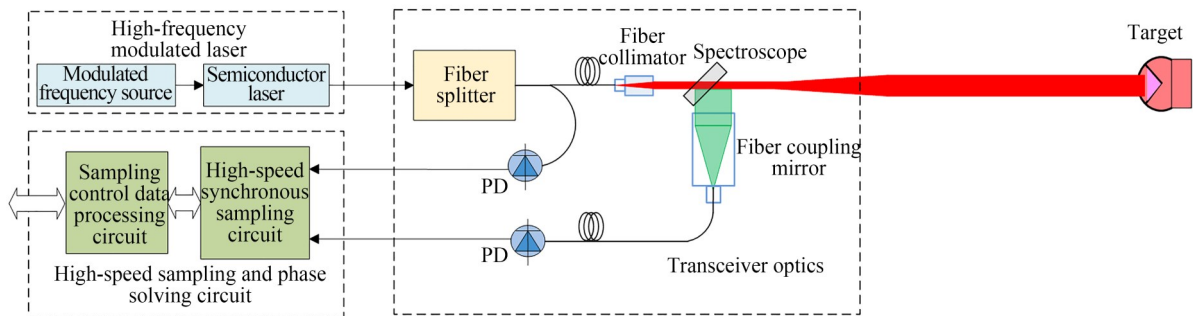 High-frequency
modulated laser
Modulated
frequency source
Semiconductor
laser
Fiber
splitter
Fiber
collimator
Spectroscope
Target
Fiber coupling
mirror
PD
PD
Transceiver optics
Sampling
control data
processing
circuit
High-speed
synchronous
sampling
circuit
High-speed sampling and phase
solving circuit